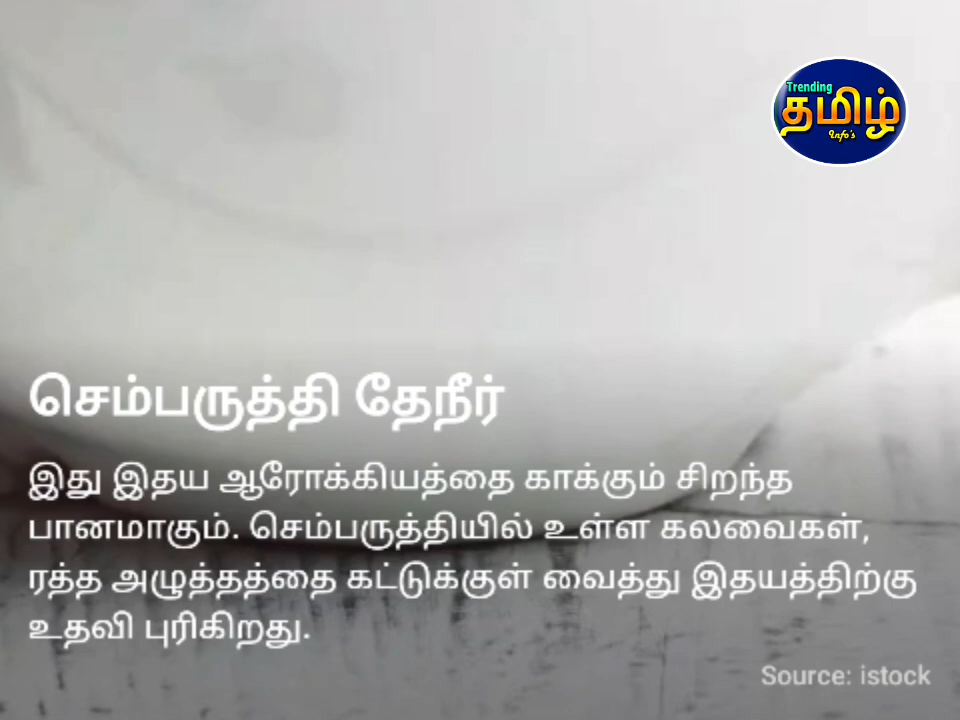 Trending
தமிழ்
Info's
செம்பருத்தி தேநீர்
இது இதய ஆரோக்கியத்தை காக்கும் சிறந்த
பானமாகும். செம்பருத்தியில் உள்ள கலவைகள்,
ரத்த அழுத்தத்தை கட்டுக்குள் வைத்து இதயத்திற்கு
உதவி புரிகிறது.
Source: istock